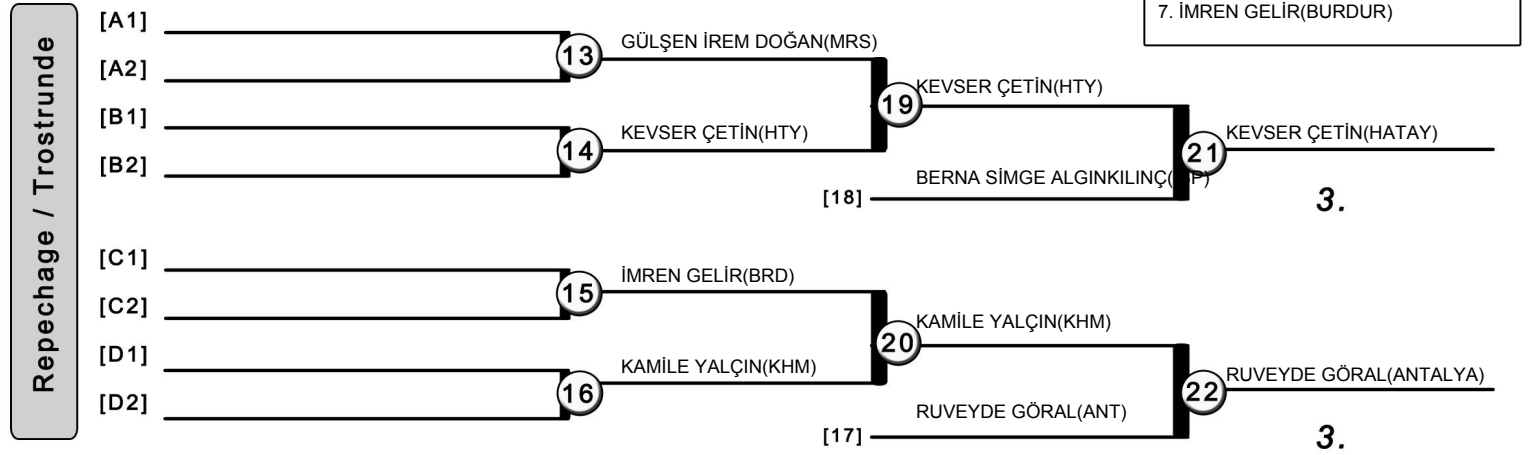 7. İMREN GELİR(BURDUR)
Repechage / Trostrunde
[A1]
[A2]
13
GÜLŞEN İREM DOĞAN(MRS)
[B1]
[B2]
14
KEVSER ÇETİN(HTY)
19
KEVSER ÇETİN(HTY)
[18]
BERNA SİMGE ALGINKILINÇ(
21
KEVSER ÇETİN(HATAY)
3.
[C1]
[C2]
15
İMREN GELİR(BRD)
[D1]
[D2]
16
KAMİLE YALÇIN(KHM)
20
KAMİLE YALÇIN(KHM)
[17]
RUVEYDE GÖRAL(ANT)
22
RUVEYDE GÖRAL(ANTALYA)
3.